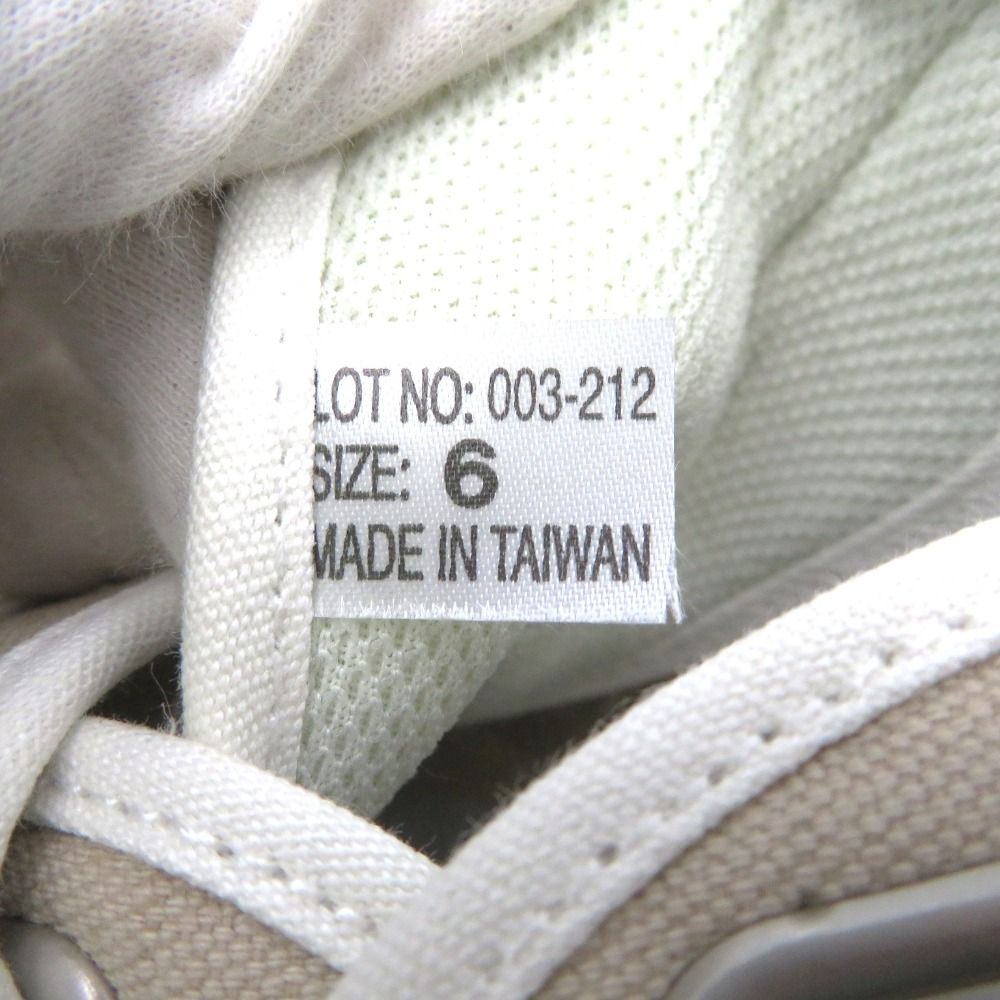 LOT NO: 003-212
SIZE: 6
MADE IN TAIWAN